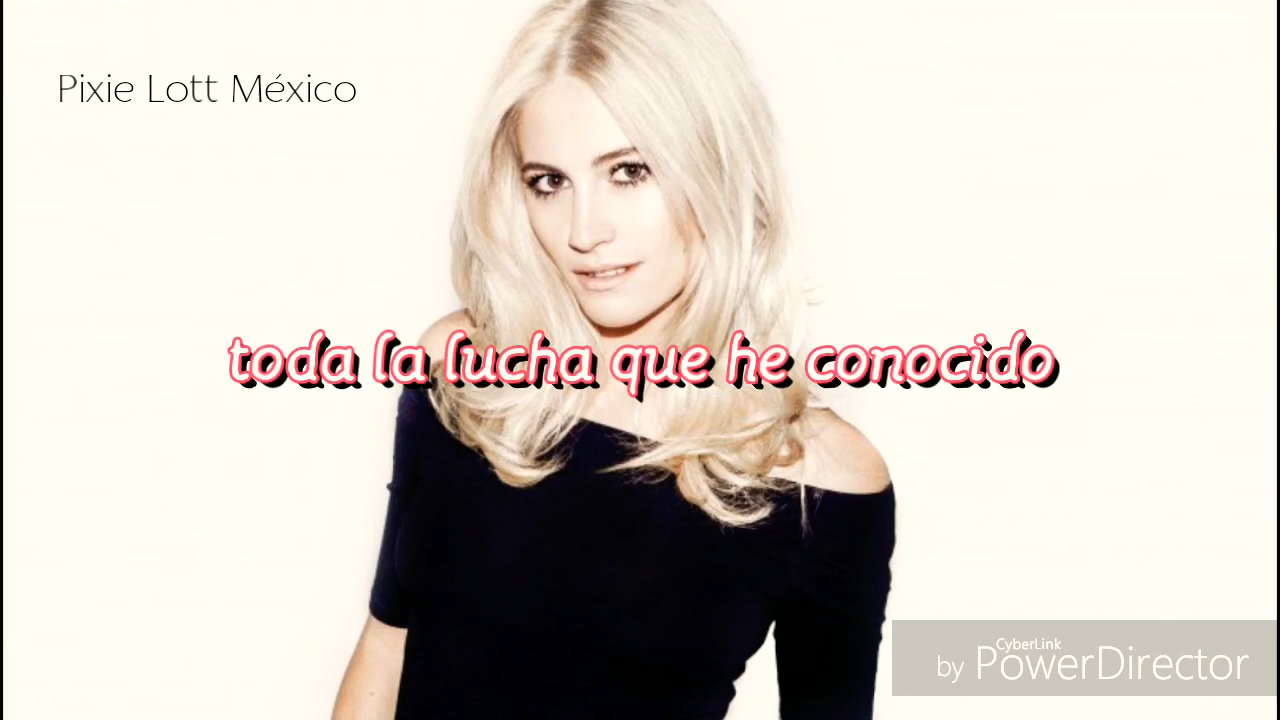 Pixie Lott México
toda la lucha que he conocido
CyberLink
by PowerDirector